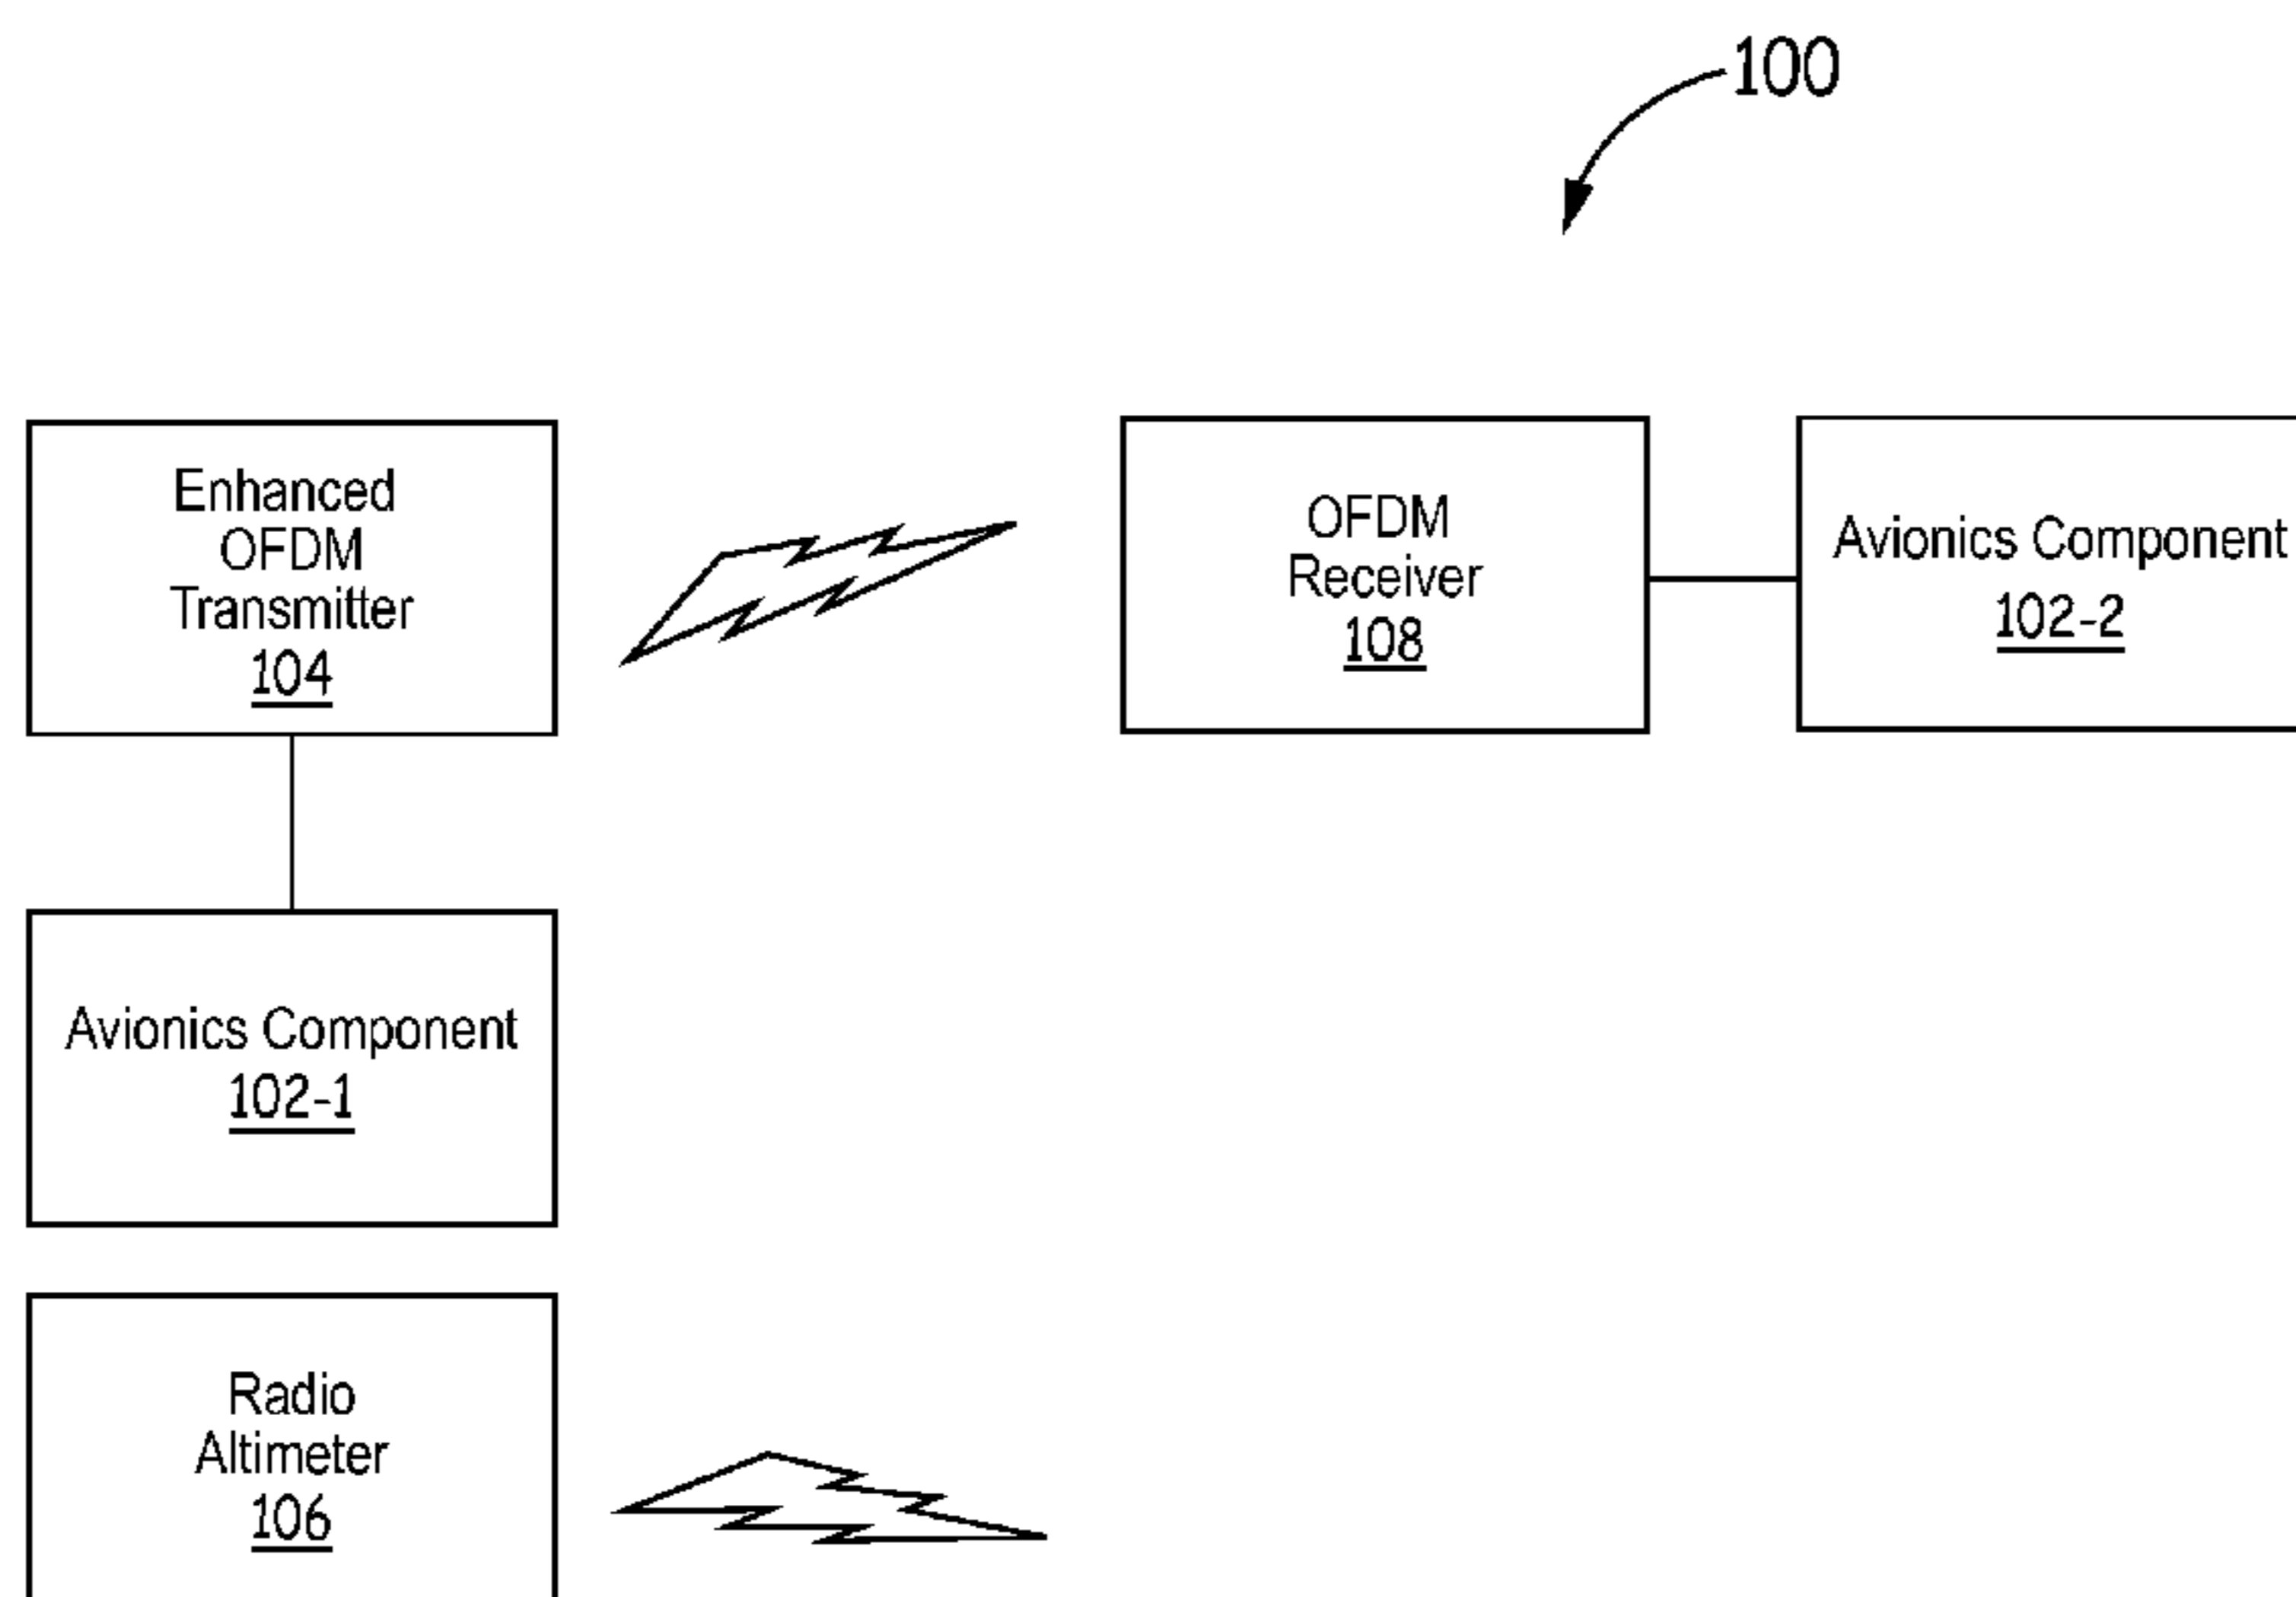 100
Enhanced
OFDM
Transmitter
104
OFDM
Receiver
108
Avionics Component
102-2
Avionics Component
102-1
Radio
Altimeter
106